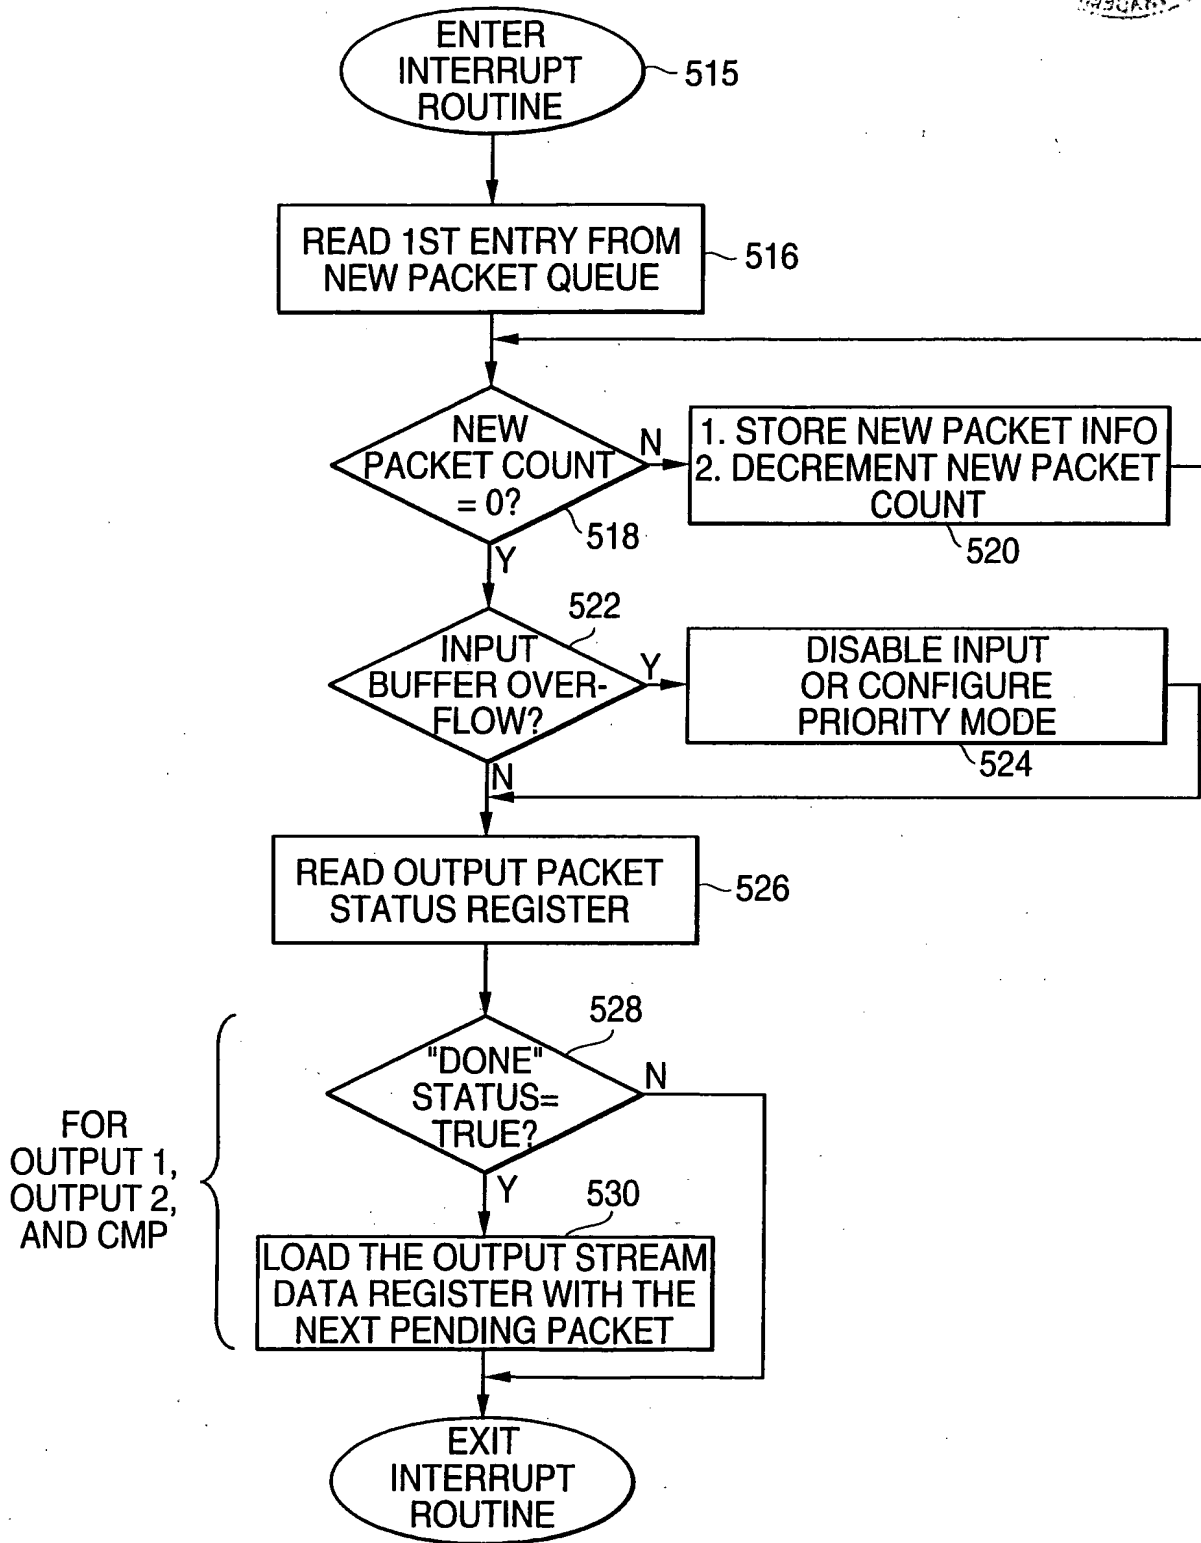 ENTER
INTERRUPT
ROUTINE
515
READ 1ST ENTRY FROM
NEW PACKET QUEUE
516
NEW
PACKET COUNT
= 0?
518
N
Y
1. STORE NEW PACKET INFO
2. DECREMENT NEW PACKET
COUNT
520
INPUT
BUFFER OVER-
FLOW?
522
Y
N
DISABLE INPUT
OR CONFIGURE
PRIORITY MODE
524
READ OUTPUT PACKET
STATUS REGISTER
526
FOR
OUTPUT 1,
OUTPUT 2,
AND CMP
"DONE"
STATUS=
TRUE?
528
N
Y
530
LOAD THE OUTPUT STREAM
DATA REGISTER WITH THE
NEXT PENDING PACKET
EXIT
INTERRUPT
ROUTINE